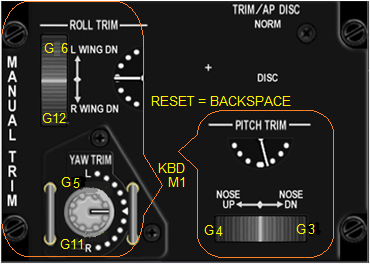 ROLL TRIM
TRIM/AP DISC
NORM
G 6
L WING DN
DISC
R WING DN
RESET = BACKSPACE
G12
MANUAL TRIM
PITCH TRIM
YAW TRIM
L
KBD
M1
G5
NOSE UP
NOSE DN
G4
G3
G11
R